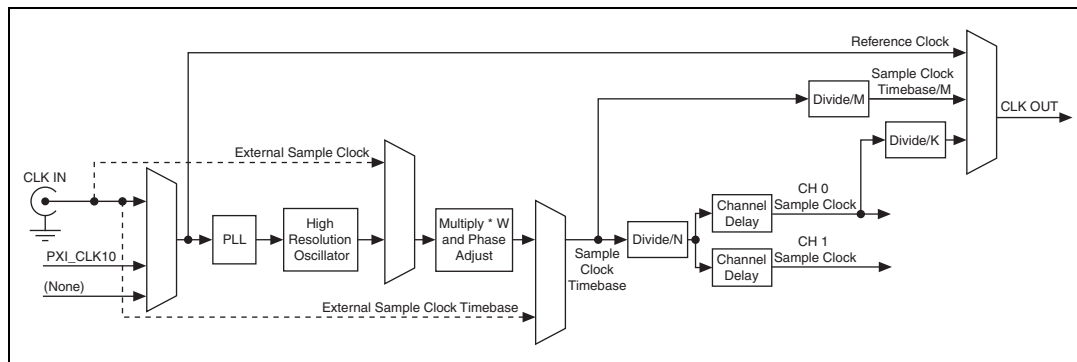 Reference Clock
Sample Clock
Timebase/M
Divide/M
CLK OUT
External Sample Clock
Divide/K
CLK IN
CH 0
Sample Clock
Channel
Delay
PLL
High
Resolution
Oscillator
Multiply * W
and Phase
Adjust
Divide/N
PXI_CLK10
Sample
Clock
Timebase
CH 1
Sample Clock
Channel
Delay
(None)
External Sample Clock Timebase